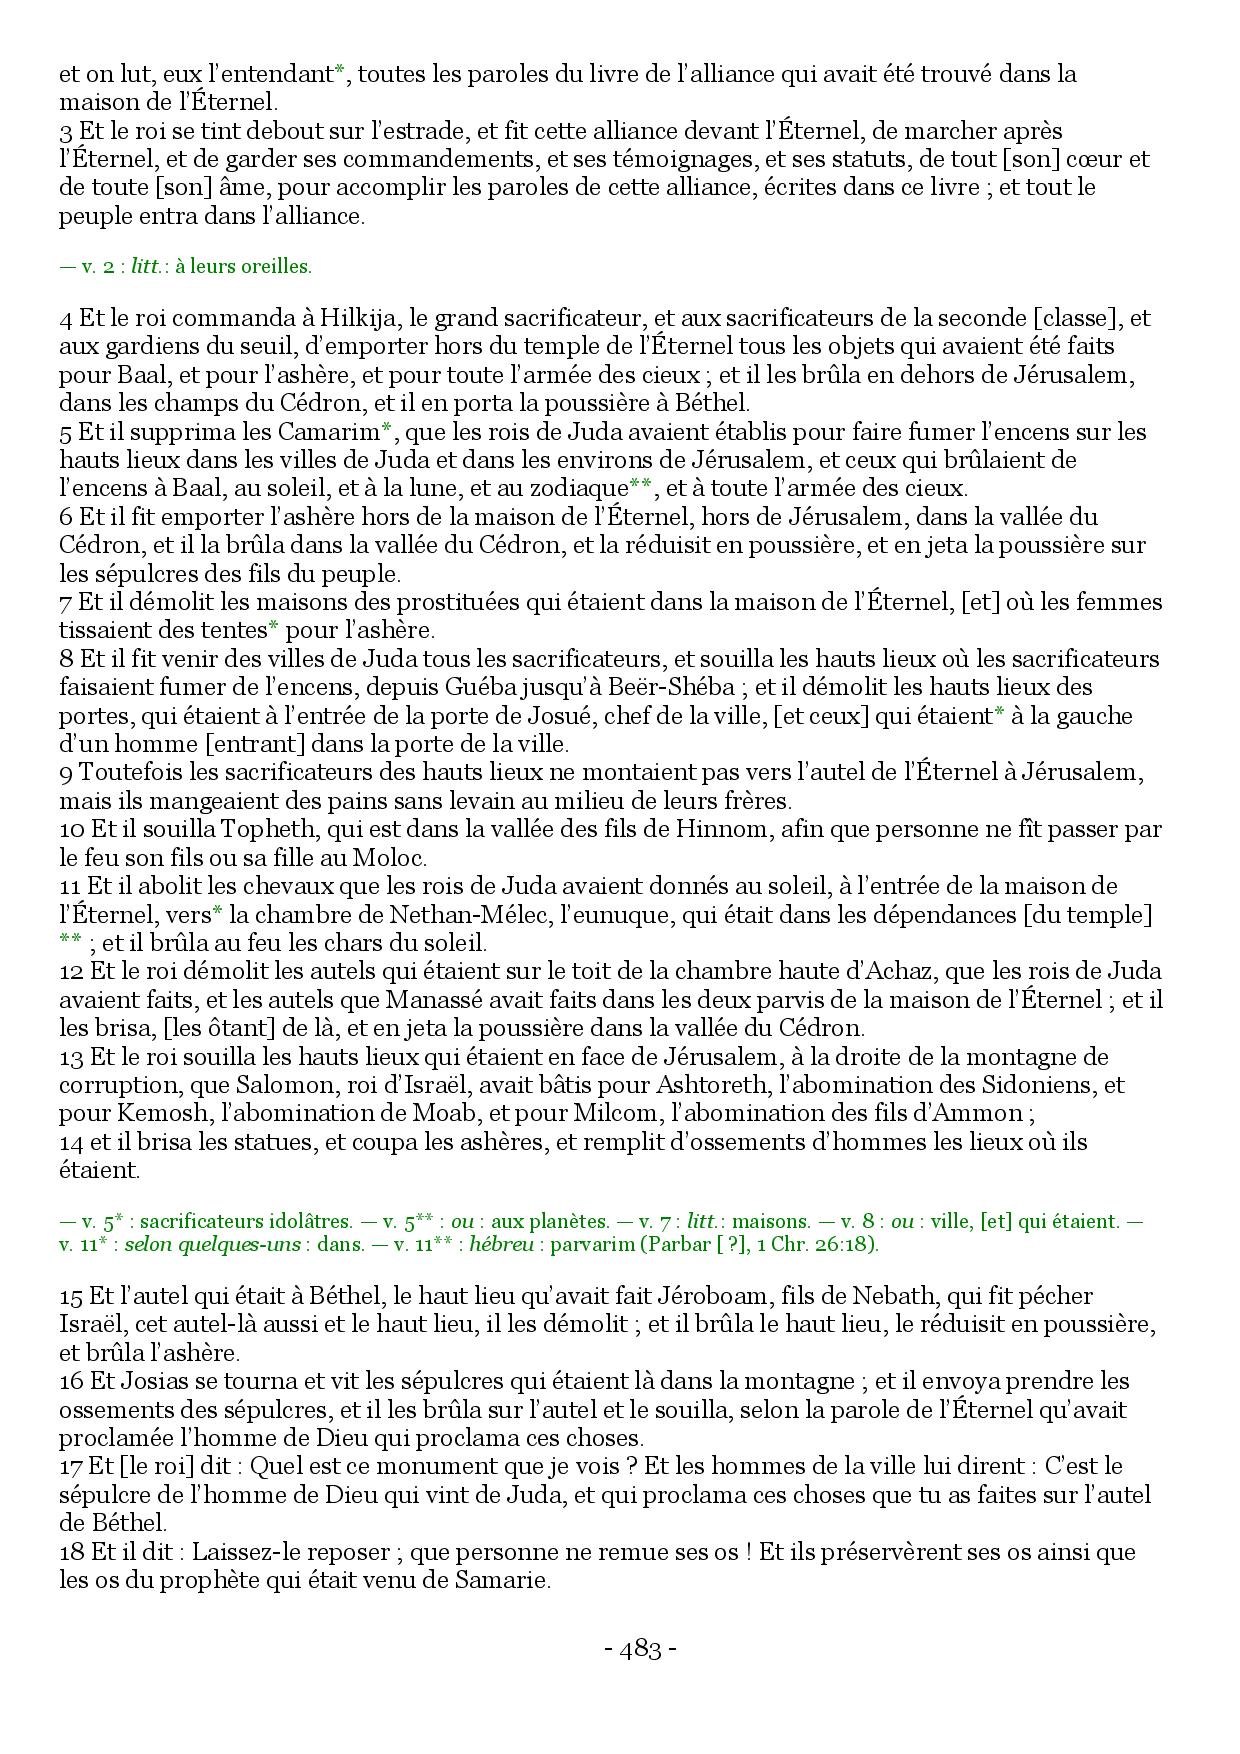 et on lut, eux l’entendant*, toutes les paroles du livre de l’alliance qui avait été trouvé dans la
maison de l’Éternel.
3 Et le roi se tint debout sur l’estrade, et fit cette alliance devant l’Éternel, de marcher après
l’Éternel, et de garder ses commandements, et ses témoignages, et ses statuts, de tout [son] cœur et
de toute [son] âme, pour accomplir les paroles de cette alliance, écrites dans ce livre ; et tout le
peuple entra dans l’alliance.
— v. 2 : litt.: à leurs oreilles.
4 Et le roi commanda à Hilkija, le grand sacrificateur, et aux sacrificateurs de la seconde [classe], et
aux gardiens du seuil, d’emporter hors du temple de l’Éternel tous les objets qui avaient été faits
pour Baal, et pour l’ashère, et pour toute l’armée des cieux ; et il les brûla en dehors de Jérusalem,
dans les champs du Cédron, et il en porta la poussière à Béthel.
5 Et il supprima les Camarim*, que les rois de Juda avaient établis pour faire fumer l’encens sur les
hauts lieux dans les villes de Juda et dans les environs de Jérusalem, et ceux qui brûlaient de
l’encens à Baal, au soleil, et à la lune, et au zodiaque**, et à toute l’armée des cieux.
6 Et il fit emporter l’ashère hors de la maison de l’Éternel, hors de Jérusalem, dans la vallée du
Cédron, et il la brûla dans la vallée du Cédron, et la réduisit en poussière, et en jeta la poussière sur
les sépulcres des fils du peuple.
7 Et il démolit les maisons des prostituées qui étaient dans la maison de l’Éternel, [et] où les femmes
tissaient des tentes* pour l’ashère.
8 Et il fit venir des villes de Juda tous les sacrificateurs, et souilla les hauts lieux où les sacrificateurs
faisaient fumer de l’encens, depuis Guéba jusqu’à Beër-Shéba ; et il démolit les hauts lieux des
portes, qui étaient à l’entrée de la porte de Josué, chef de la ville, [et ceux] qui étaient* à la gauche
d’un homme [entrant] dans la porte de la ville.
9 Toutefois les sacrificateurs des hauts lieux ne montaient pas vers l’autel de l’Éternel à Jérusalem,
mais ils mangeaient des pains sans levain au milieu de leurs frères.
10 Et il souilla Topheth, qui est dans la vallée des fils de Hinnom, afin que personne ne fît passer par
le feu son fils ou sa fille au Moloc.
11 Et il abolit les chevaux que les rois de Juda avaient donnés au soleil, à l’entrée de la maison de
l’Éternel, vers* la chambre de Nethan-Mélec, l’eunuque, qui était dans les dépendances [du temple]
** ; et il brûla au feu les chars du soleil.
12 Et le roi démolit les autels qui étaient sur le toit de la chambre haute d’Achaz, que les rois de Juda
avaient faits, et les autels que Manassé avait faits dans les deux parvis de la maison de l’Éternel ; et il
les brisa, [les ôtant] de là, et en jeta la poussière dans la vallée du Cédron.
13 Et le roi souilla les hauts lieux qui étaient en face de Jérusalem, à la droite de la montagne de
corruption, que Salomon, roi d’Israël, avait bâtis pour Ashtoreth, l’abomination des Sidoniens, et
pour Kemosh, l’abomination de Moab, et pour Milcom, l’abomination des fils d’Ammon ;
14 et il brisa les statues, et coupa les ashères, et remplit d’ossements d’hommes les lieux où ils
étaient.
— v. 5* : sacrificateurs idolâtres. — v. 5** : ou : aux planètes. — v. 7 : litt.: maisons. — v. 8 : ou : ville, [et] qui étaient. —
v. 11* : selon quelques-uns : dans. — v. 11** : hébreu : parvarim (Parbar [ ?], 1 Chr. 26:18).
15 Et l’autel qui était à Béthel, le haut lieu qu’avait fait Jéroboam, fils de Nebath, qui fit pécher
Israël, cet autel-là aussi et le haut lieu, il les démolit ; et il brûla le haut lieu, le réduisit en poussière,
et brûla l’ashère.
16 Et Josias se tourna et vit les sépulcres qui étaient là dans la montagne ; et il envoya prendre les
ossements des sépulcres, et il les brûla sur l’autel et le souilla, selon la parole de l’Éternel qu’avait
proclamée l’homme de Dieu qui proclama ces choses.
17 Et [le roi] dit : Quel est ce monument que je vois ? Et les hommes de la ville lui dirent : C’est le
sépulcre de l’homme de Dieu qui vint de Juda, et qui proclama ces choses que tu as faites sur l’autel
de Béthel.
18 Et il dit : Laissez-le reposer ; que personne ne remue ses os ! Et ils préservèrent ses os ainsi que
les os du prophète qui était venu de Samarie.
- 483 -